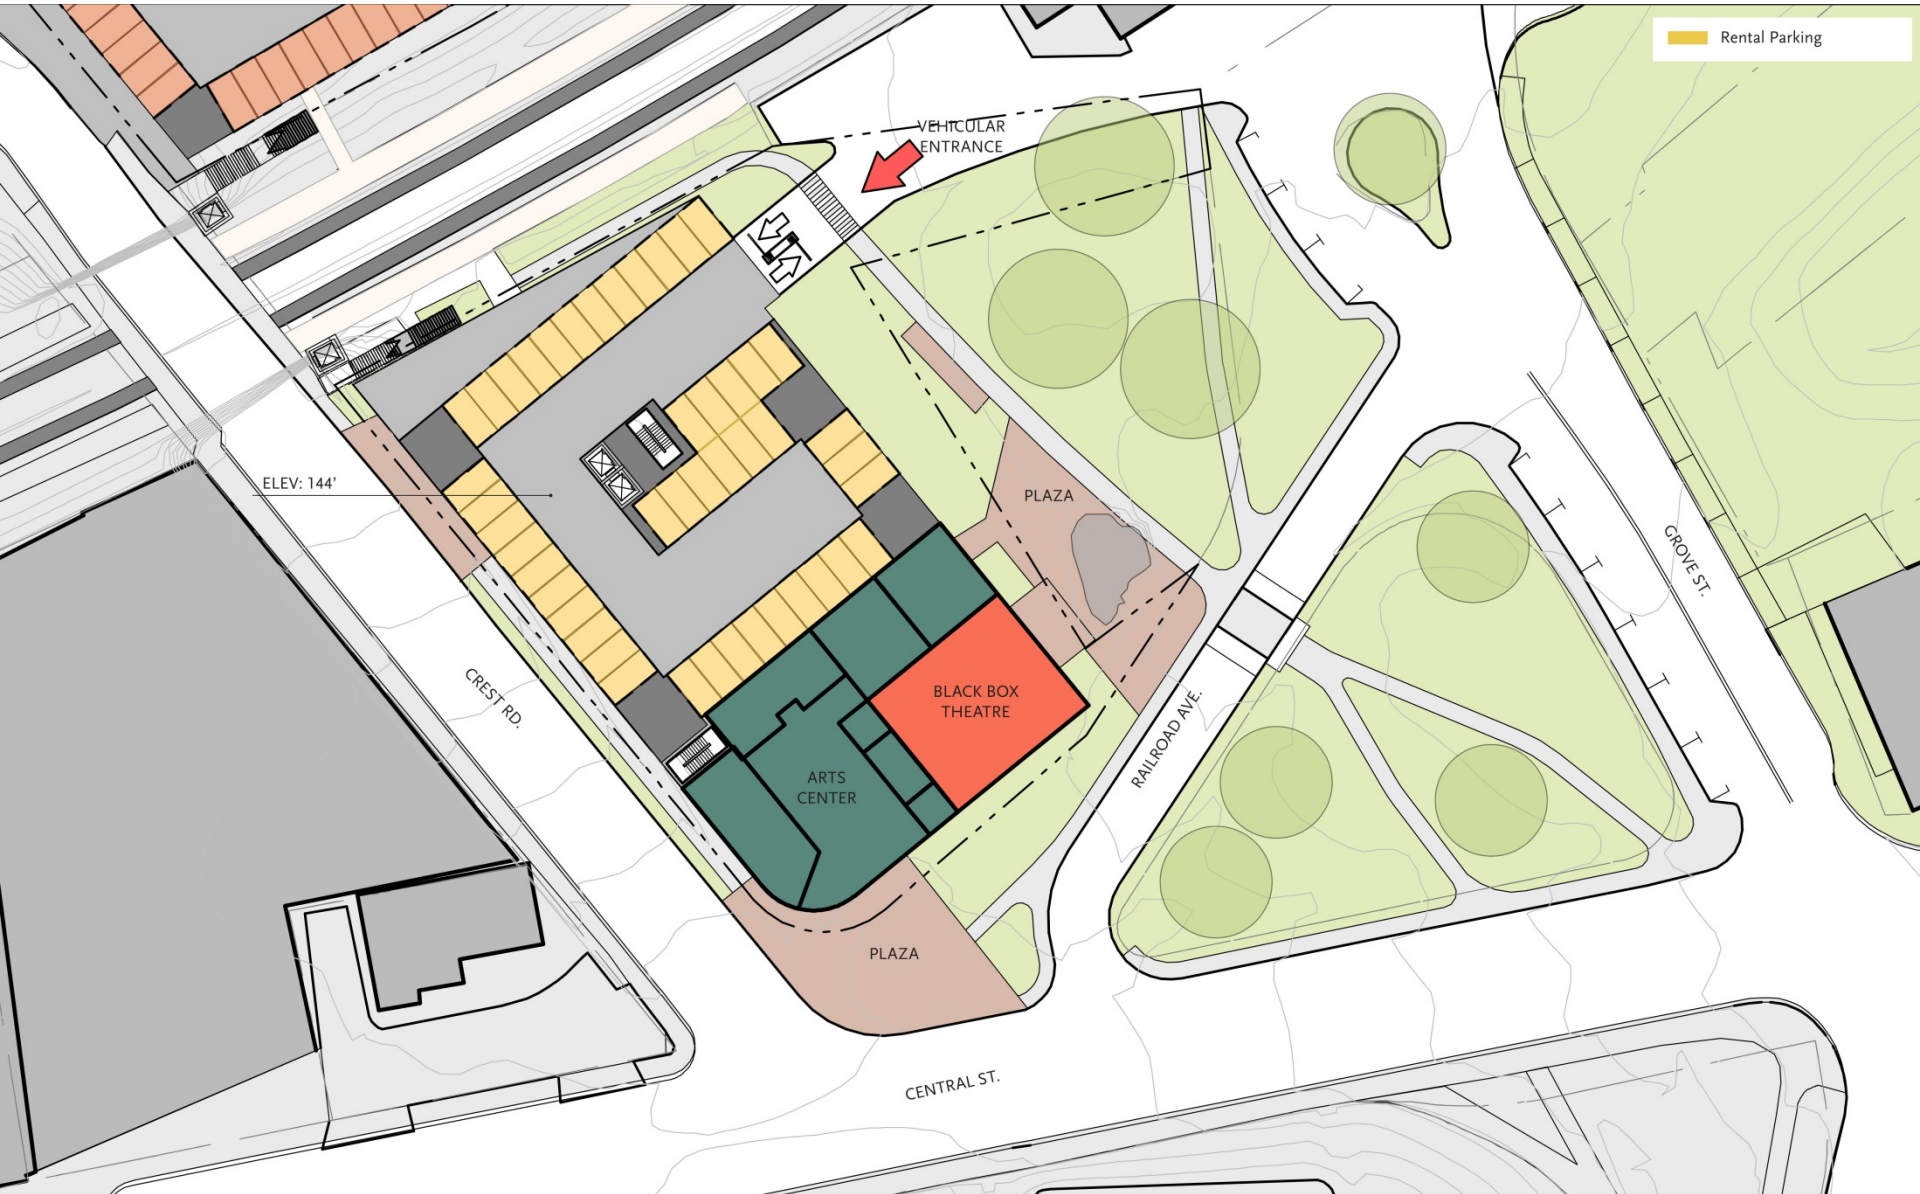 Rental Parking
VEHICULAR
ENTRANCE
ELEV: 144'
PLAZA
GROVE ST.
CREST RD.
BLACK BOX
THEATRE
RAILROAD AVE.
ARTS
CENTER
PLAZA
CENTRAL ST.